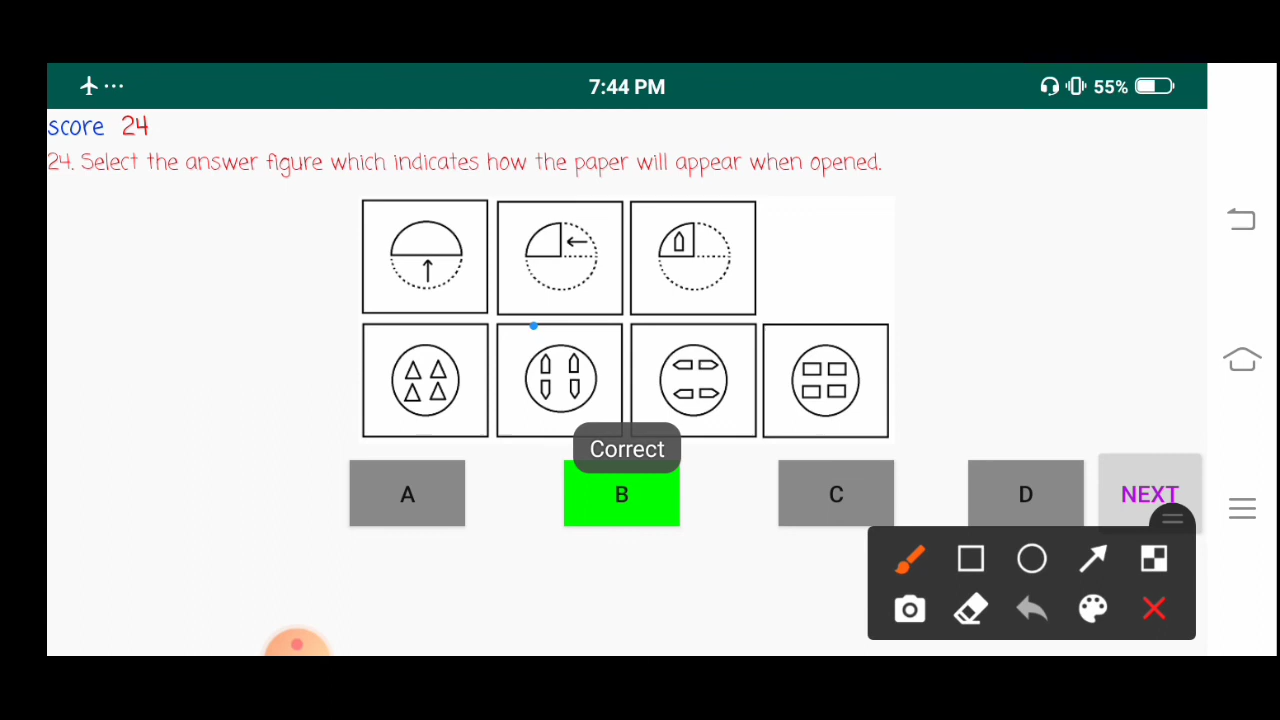 7:44 PM
55%
score 24
24. Select the answer figure which indicates how the paper will appear when opened.
Correct
A
B
C
D
NEXT